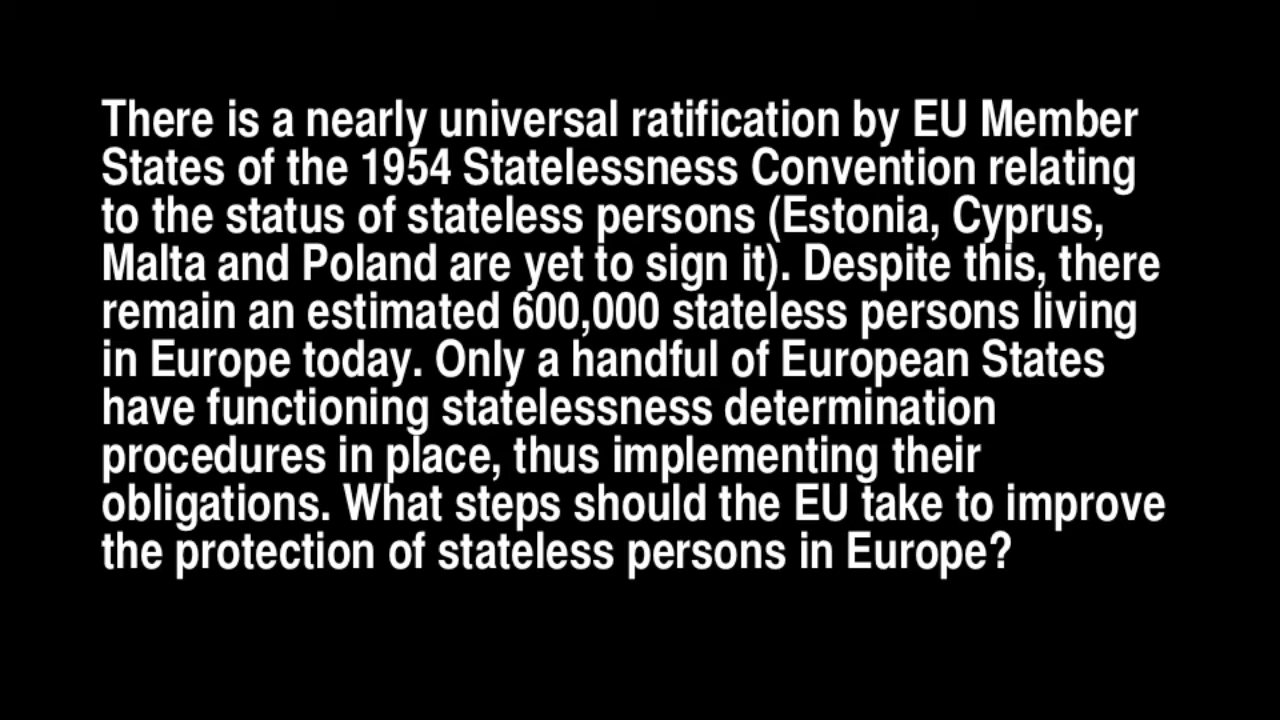 There is a nearly universal ratification by EU Member
States of the 1954 Statelessness Convention relating
to the status of stateless persons (Estonia, Cyprus,
Malta and Poland are yet to sign it). Despite this, there
remain an estimated 600,000 stateless persons living
in Europe today. Only a handful of European States
have functioning statelessness determination
procedures in place, thus implementing their
obligations. What steps should the EU take to improve
the protection of stateless persons in Europe?